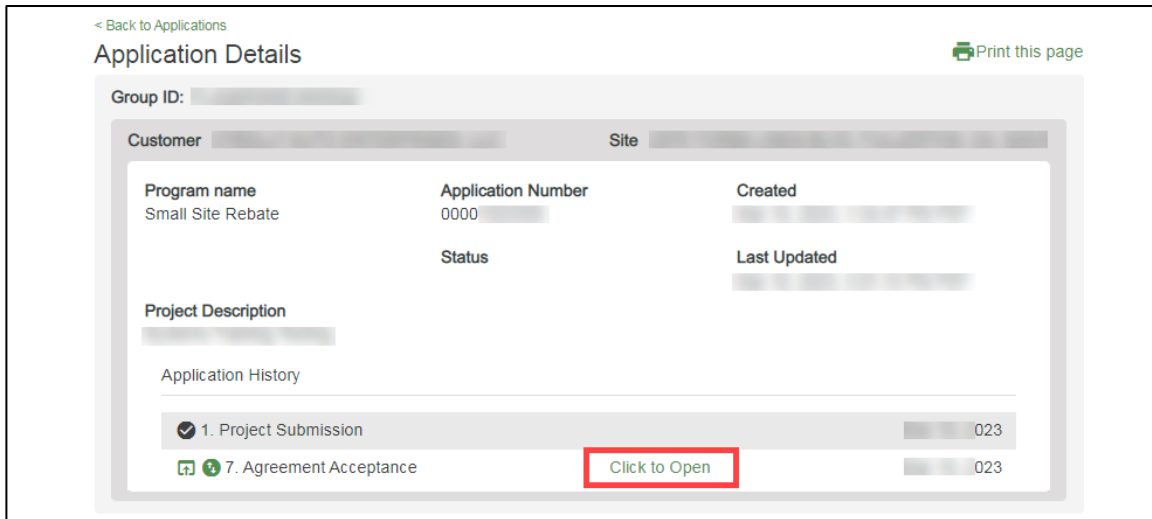 < Back to Applications
Application Details
Print this page
Group ID:
Customer Site
Program name Application Number Created
Small Site Rebate 0000
Status Last Updated
Project Description
Application History
1. Project Submission 023
7. Agreement Acceptance Click to Open 023